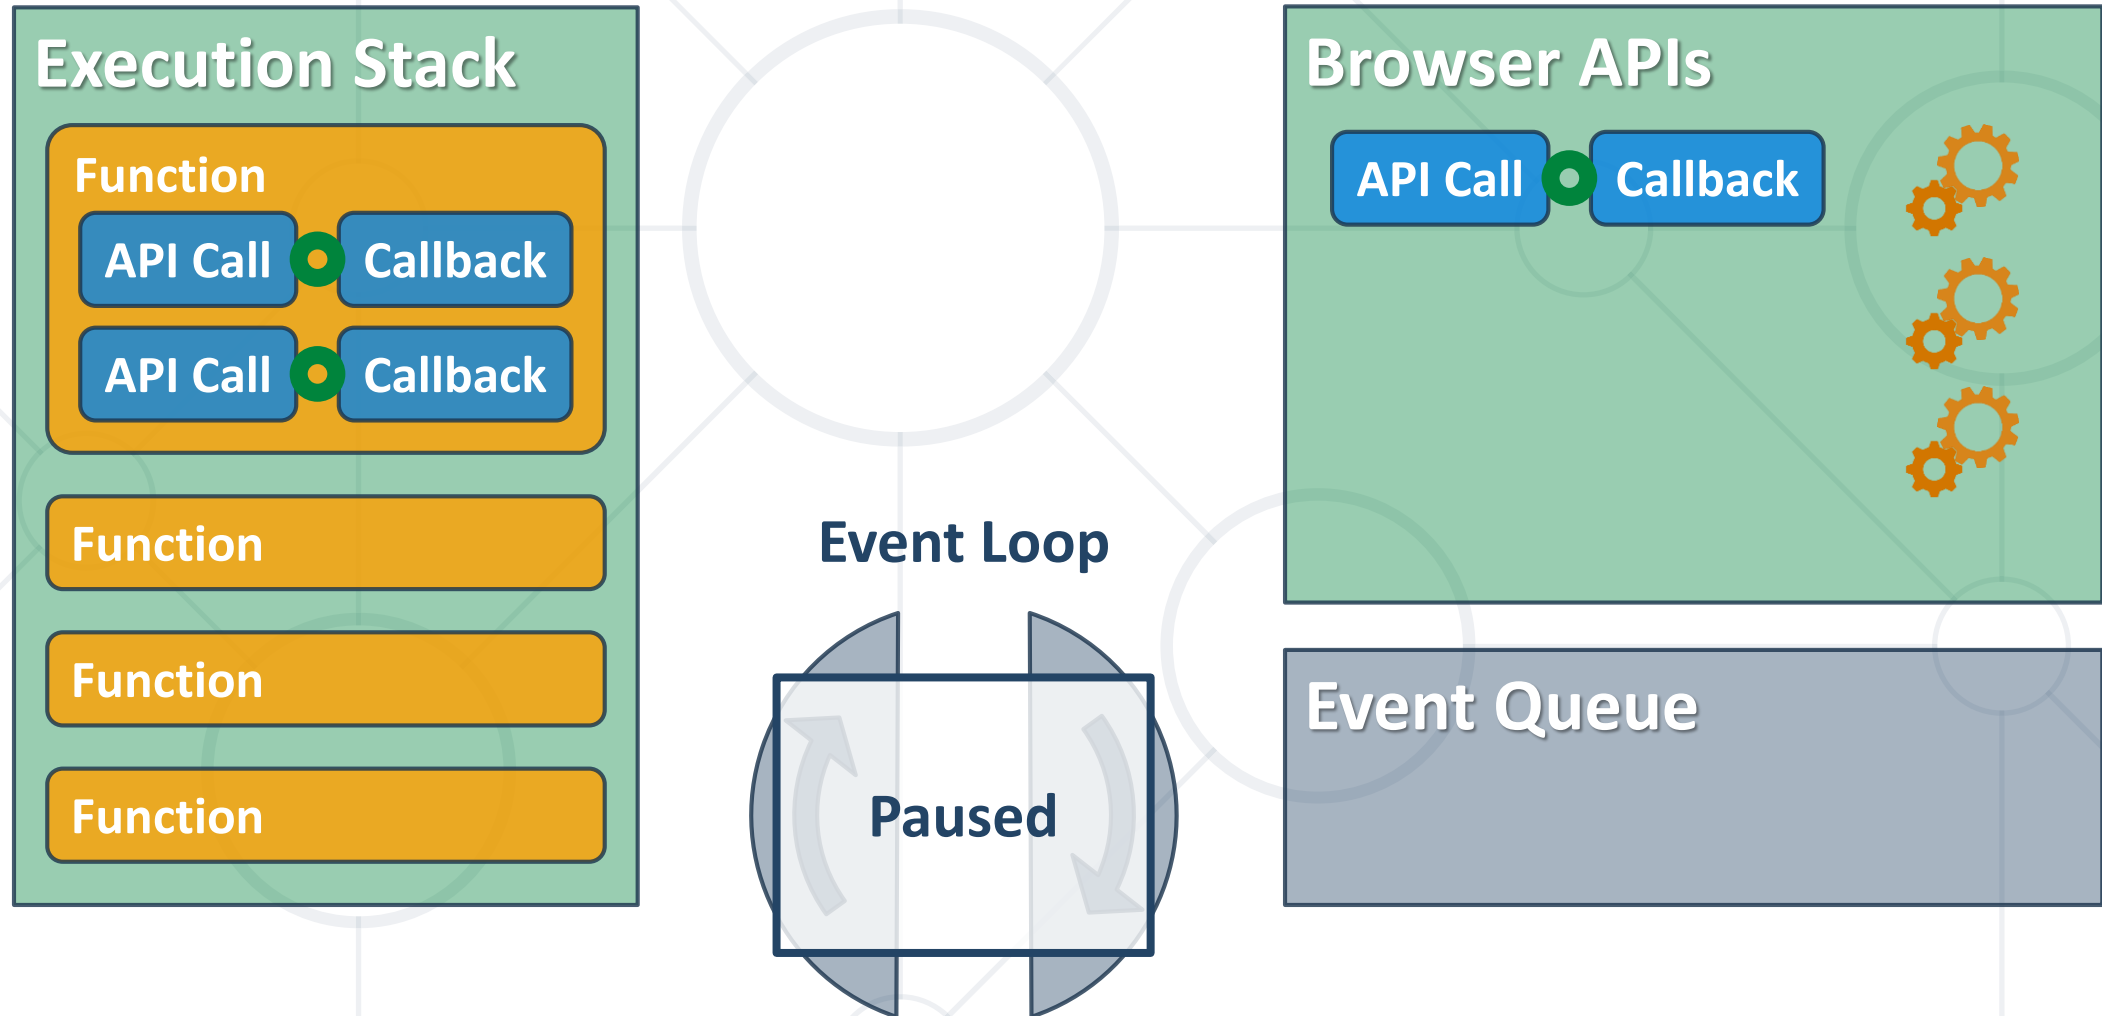 Execution Stack
Function
API Call Callback
API Call Callback
Function
Function
Function
Event Loop
Paused
Browser APIs
API Call Callback
Event Queue